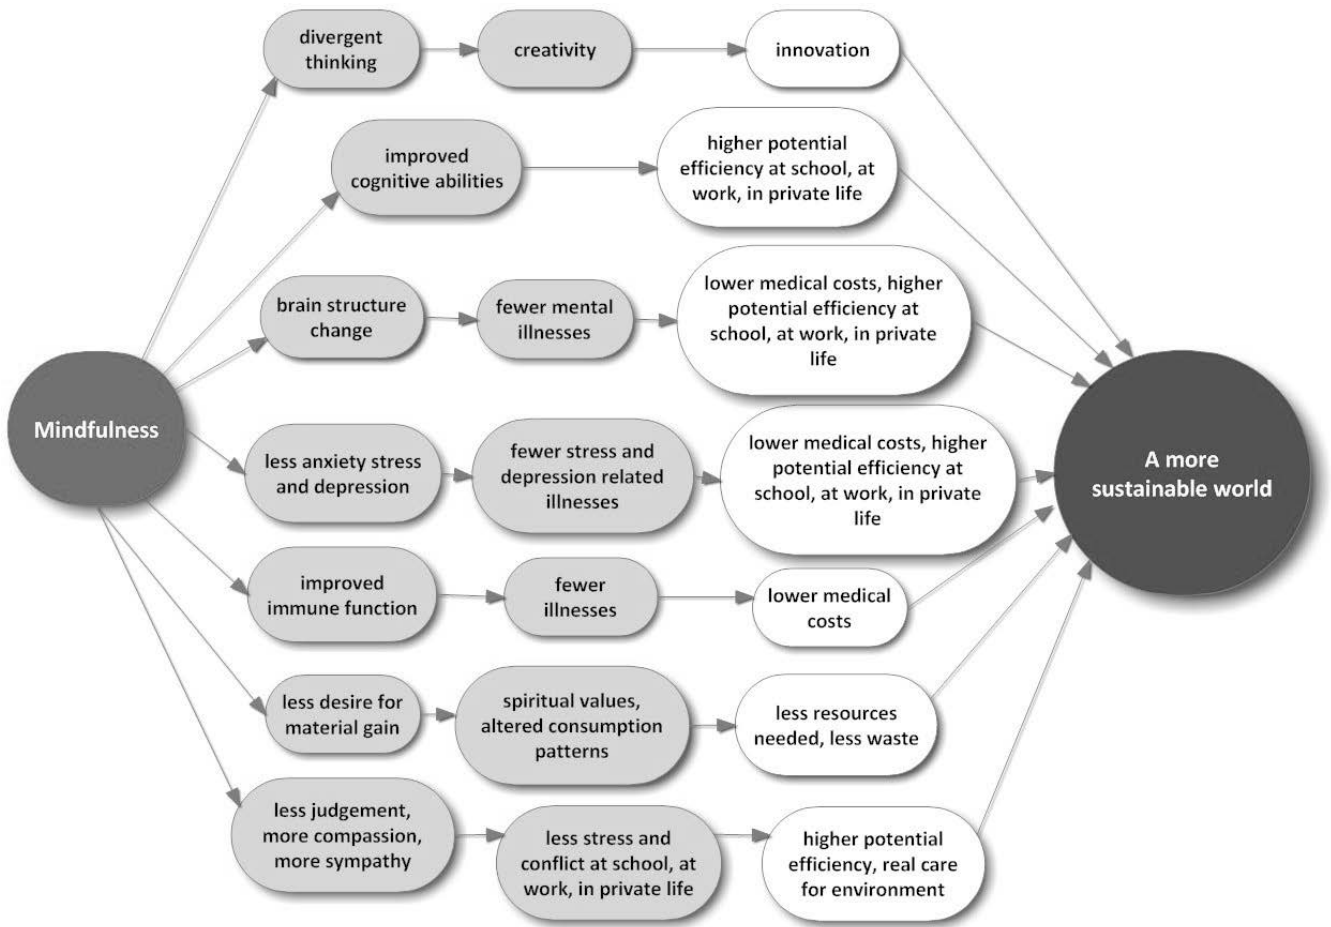 divergent
thinking
creativity
innovation
improved
cognitive abilities
higher potential
efficiency at school, at
work, in private life
brain structure
change
fewer mental
illnesses
lower medical costs, higher
potential efficiency at
school, at work, in private
life
Mindfulness
less anxiety stress
and depression
fewer stress and
depression related
illnesses
lower medical costs, higher
potential efficiency at
school, at work, in private
life
A more
sustainable world
improved
immune function
fewer
illnesses
lower medical
costs
less desire for
material gain
spiritual values,
altered consumption
patterns
less resources
needed, less waste
less judgement,
more compassion,
more sympathy
less stress and
conflict at school, at
work, in private life
higher potential
efficiency, real care
for environment